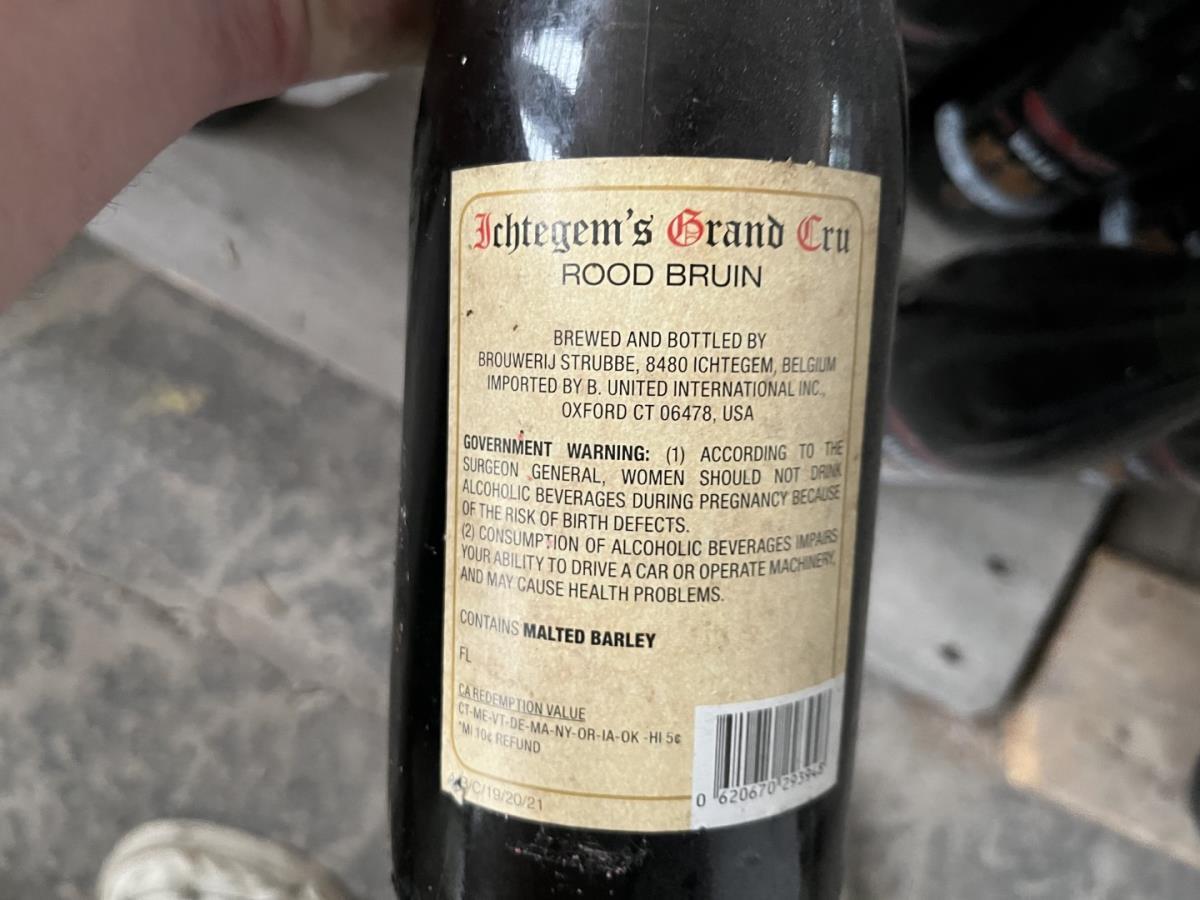 Ichtegem's Grand Cru
ROOD BRUIN
BREWED AND BOTTLED BY
BROUWERIJ STRUBBE, 8480 ICHTEGEM, BELGIUM
IMPORTED BY B. UNITED INTERNATIONAL INC.,
OXFORD CT 06478, USA
GOVERNMENT WARNING: (1) ACCORDING TO THE
SURGEON GENERAL, WOMEN SHOULD NOT DRINK
ALCOHOLIC BEVERAGES DURING PREGNANCY BECAUSE
OF THE RISK OF BIRTH DEFECTS.
(2) CONSUMPTION OF ALCOHOLIC BEVERAGES IMPAIRS
YOUR ABILITY TO DRIVE A CAR OR OPERATE MACHINERY,
AND MAY CAUSE HEALTH PROBLEMS.
CONTAINS MALTED BARLEY
FL
CA REDEMPTION VALUE
CT-ME-VT-DE-MA-NY-OR-IA-OK -HI 5¢
*MI 10¢ REFUND
0 620670 293948
/C/19/20/21